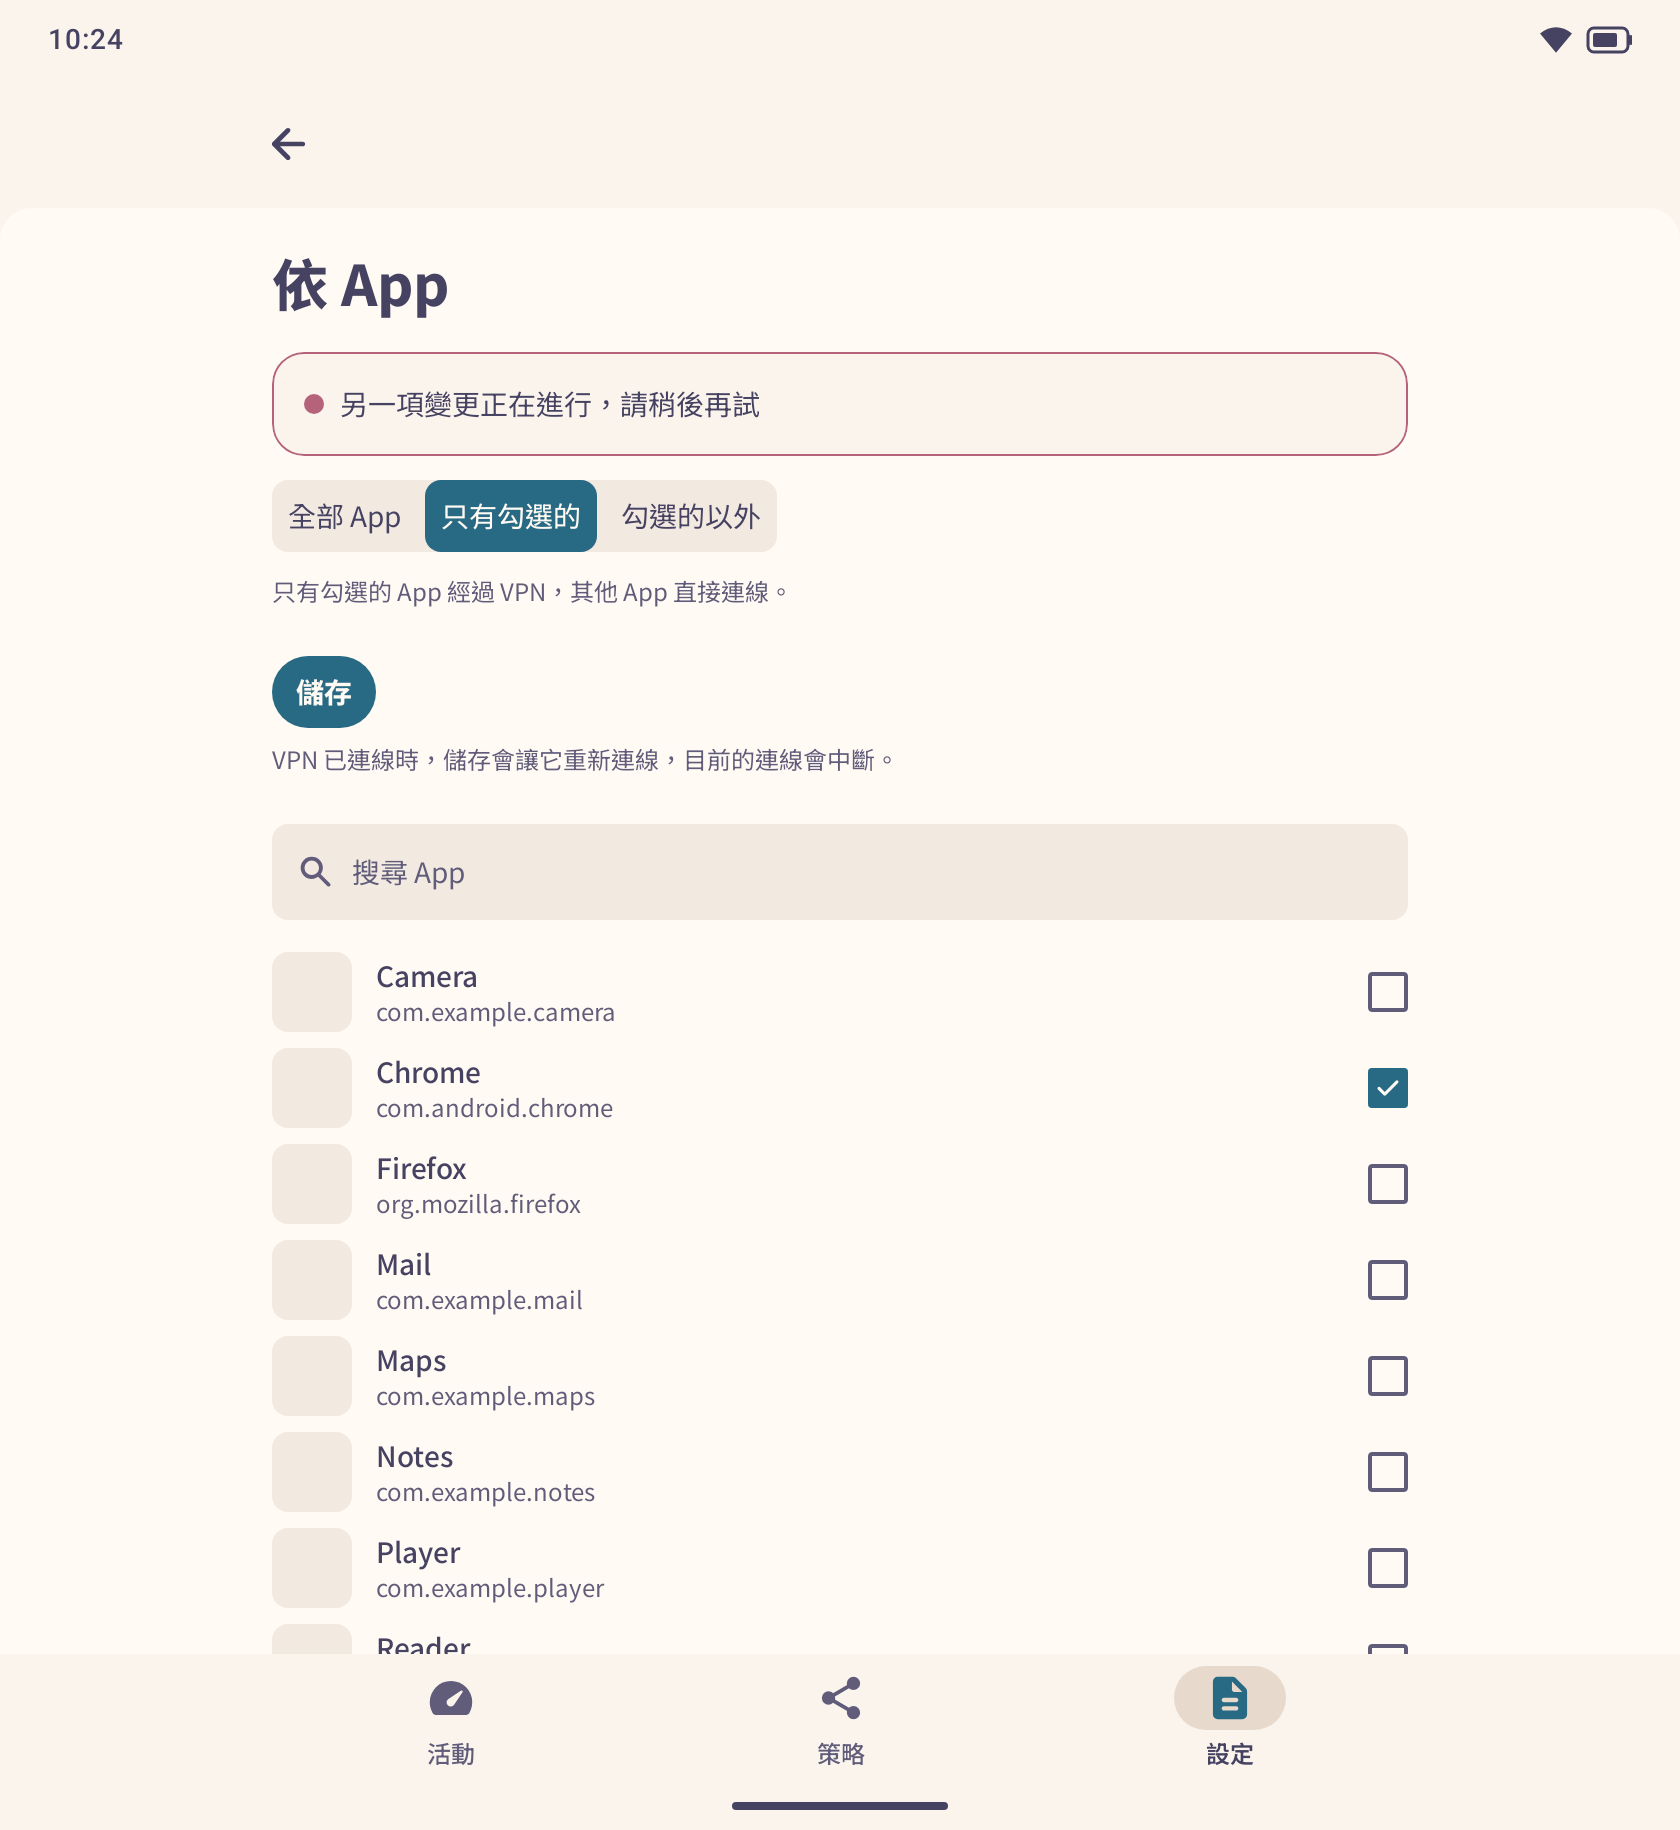 10:24
依 App
另一項變更正在進行，請稍後再試
全部 App
只有勾選的
勾選的以外
只有勾選的 App 經過 VPN，其他 App 直接連線。
儲存
VPN 已連線時，儲存會讓它重新連線，目前的連線會中斷。
搜尋 App
Camera
com.example.camera
Chrome
com.android.chrome
Firefox
org.mozilla.firefox
Mail
com.example.mail
Maps
com.example.maps
Notes
com.example.notes
Player
com.example.player
Reader
活動
策略
設定